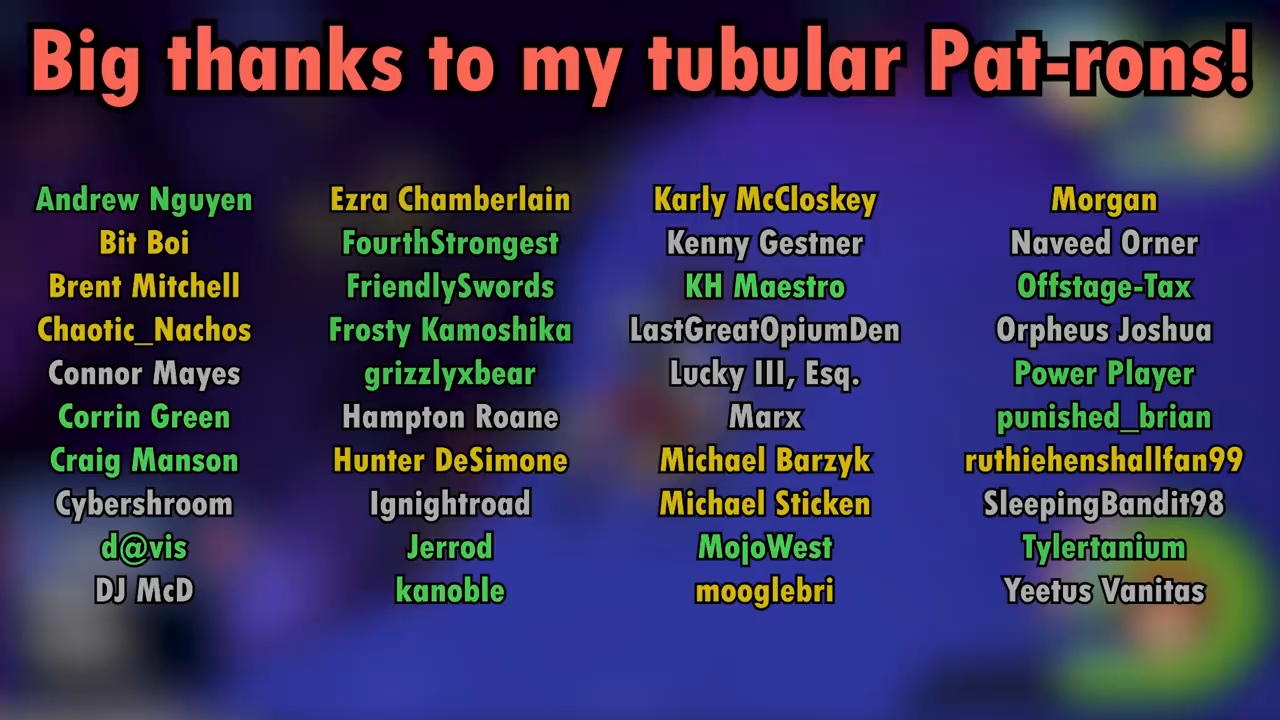 Big thanks to my tubular Pat-rons!
Andrew Nguyen
Bit Boi
Brent Mitchell
Chaotic_Nachos
Connor Mayes
Corrin Green
Craig Manson
Cybershroom
d@vis
DJ McD
Ezra Chamberlain
FourthStrongest
FriendlySwords
Frosty Kamoshika
grizzlyxbear
Hampton Roane
Hunter DeSimone
Ignightroad
Jerrod
kanoble
Karly McCloskey
Kenny Gestner
KH Maestro
LastGreatOpiumDen
Lucky III, Esq.
Marx
Michael Barzyk
Michael Sticken
MojoWest
mooglebri
Morgan
Naveed Orner
Offstage-Tax
Orpheus Joshua
Power Player
punished_brian
ruthiehenshallfan99
SleepingBandit98
Tylertanium
Yeetus Vanitas